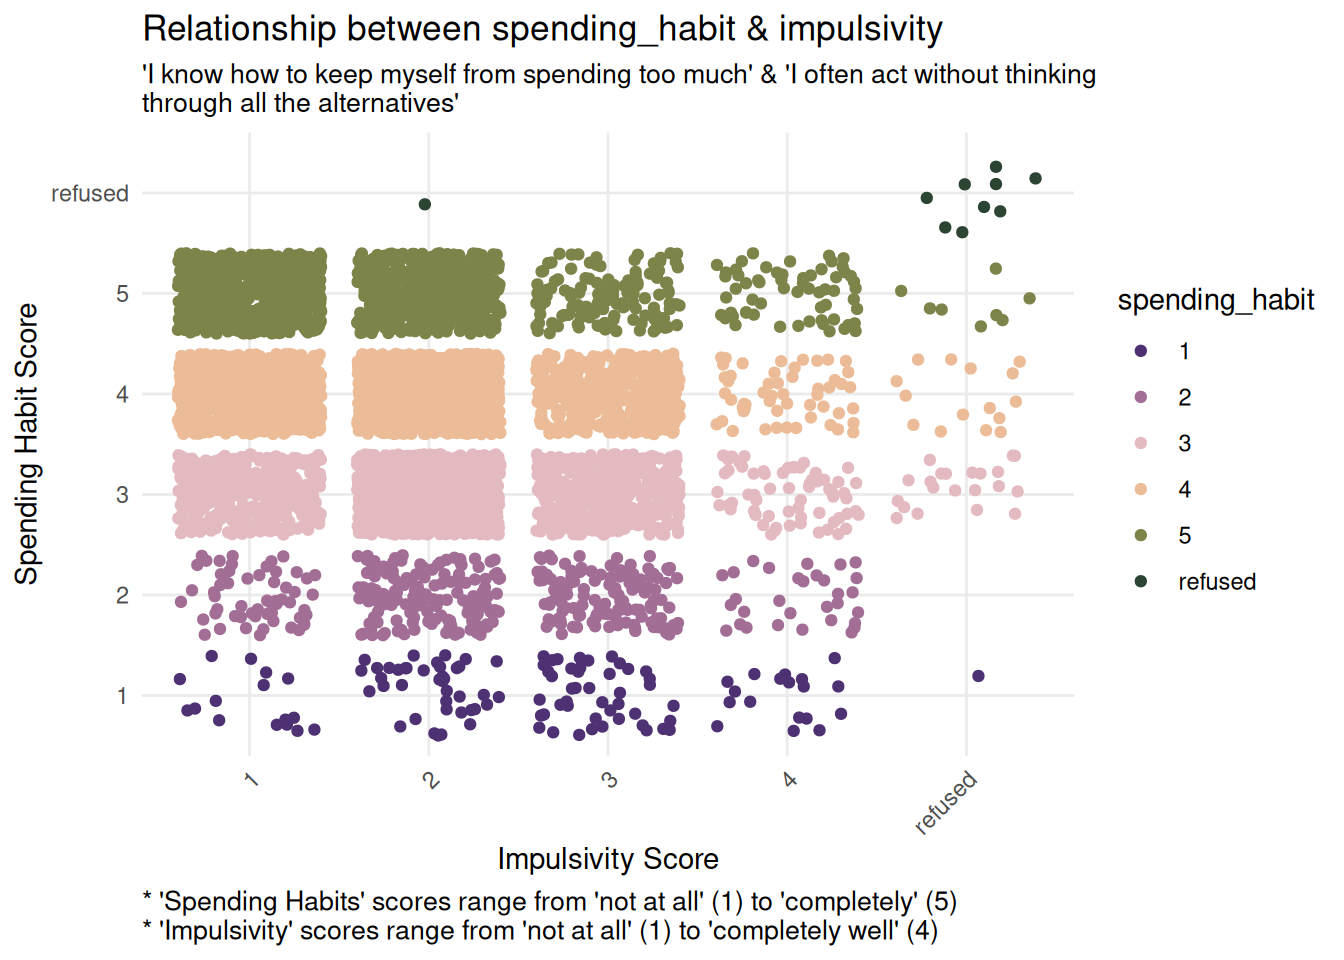 Relationship between spending_habit & impulsivity
'I know how to keep myself from spending too much' & 'I often act without thinking
through all the alternatives'
Spending Habit Score
refused
5
4
3
2
1
1
2
3
4
refused
Impulsivity Score
spending_habit
1
2
3
4
5
refused
* 'Spending Habits' scores range from 'not at all' (1) to 'completely' (5)
* 'Impulsivity' scores range from 'not at all' (1) to 'completely well' (4)